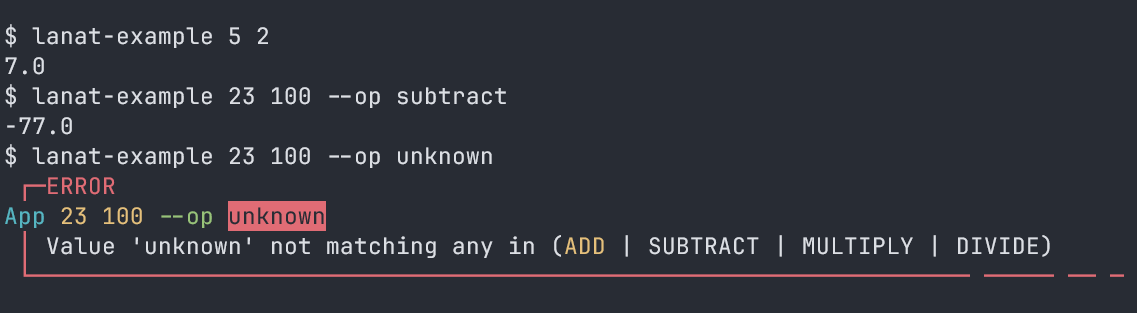 $ lanat-example 5 2
7.0
$ lanat-example 23 100 --op subtract
-77.0
$ lanat-example 23 100 --op unknown
ERROR
App 23 100 --op unknown
Value 'unknown' not matching any in (ADD | SUBTRACT | MULTIPLY | DIVIDE)